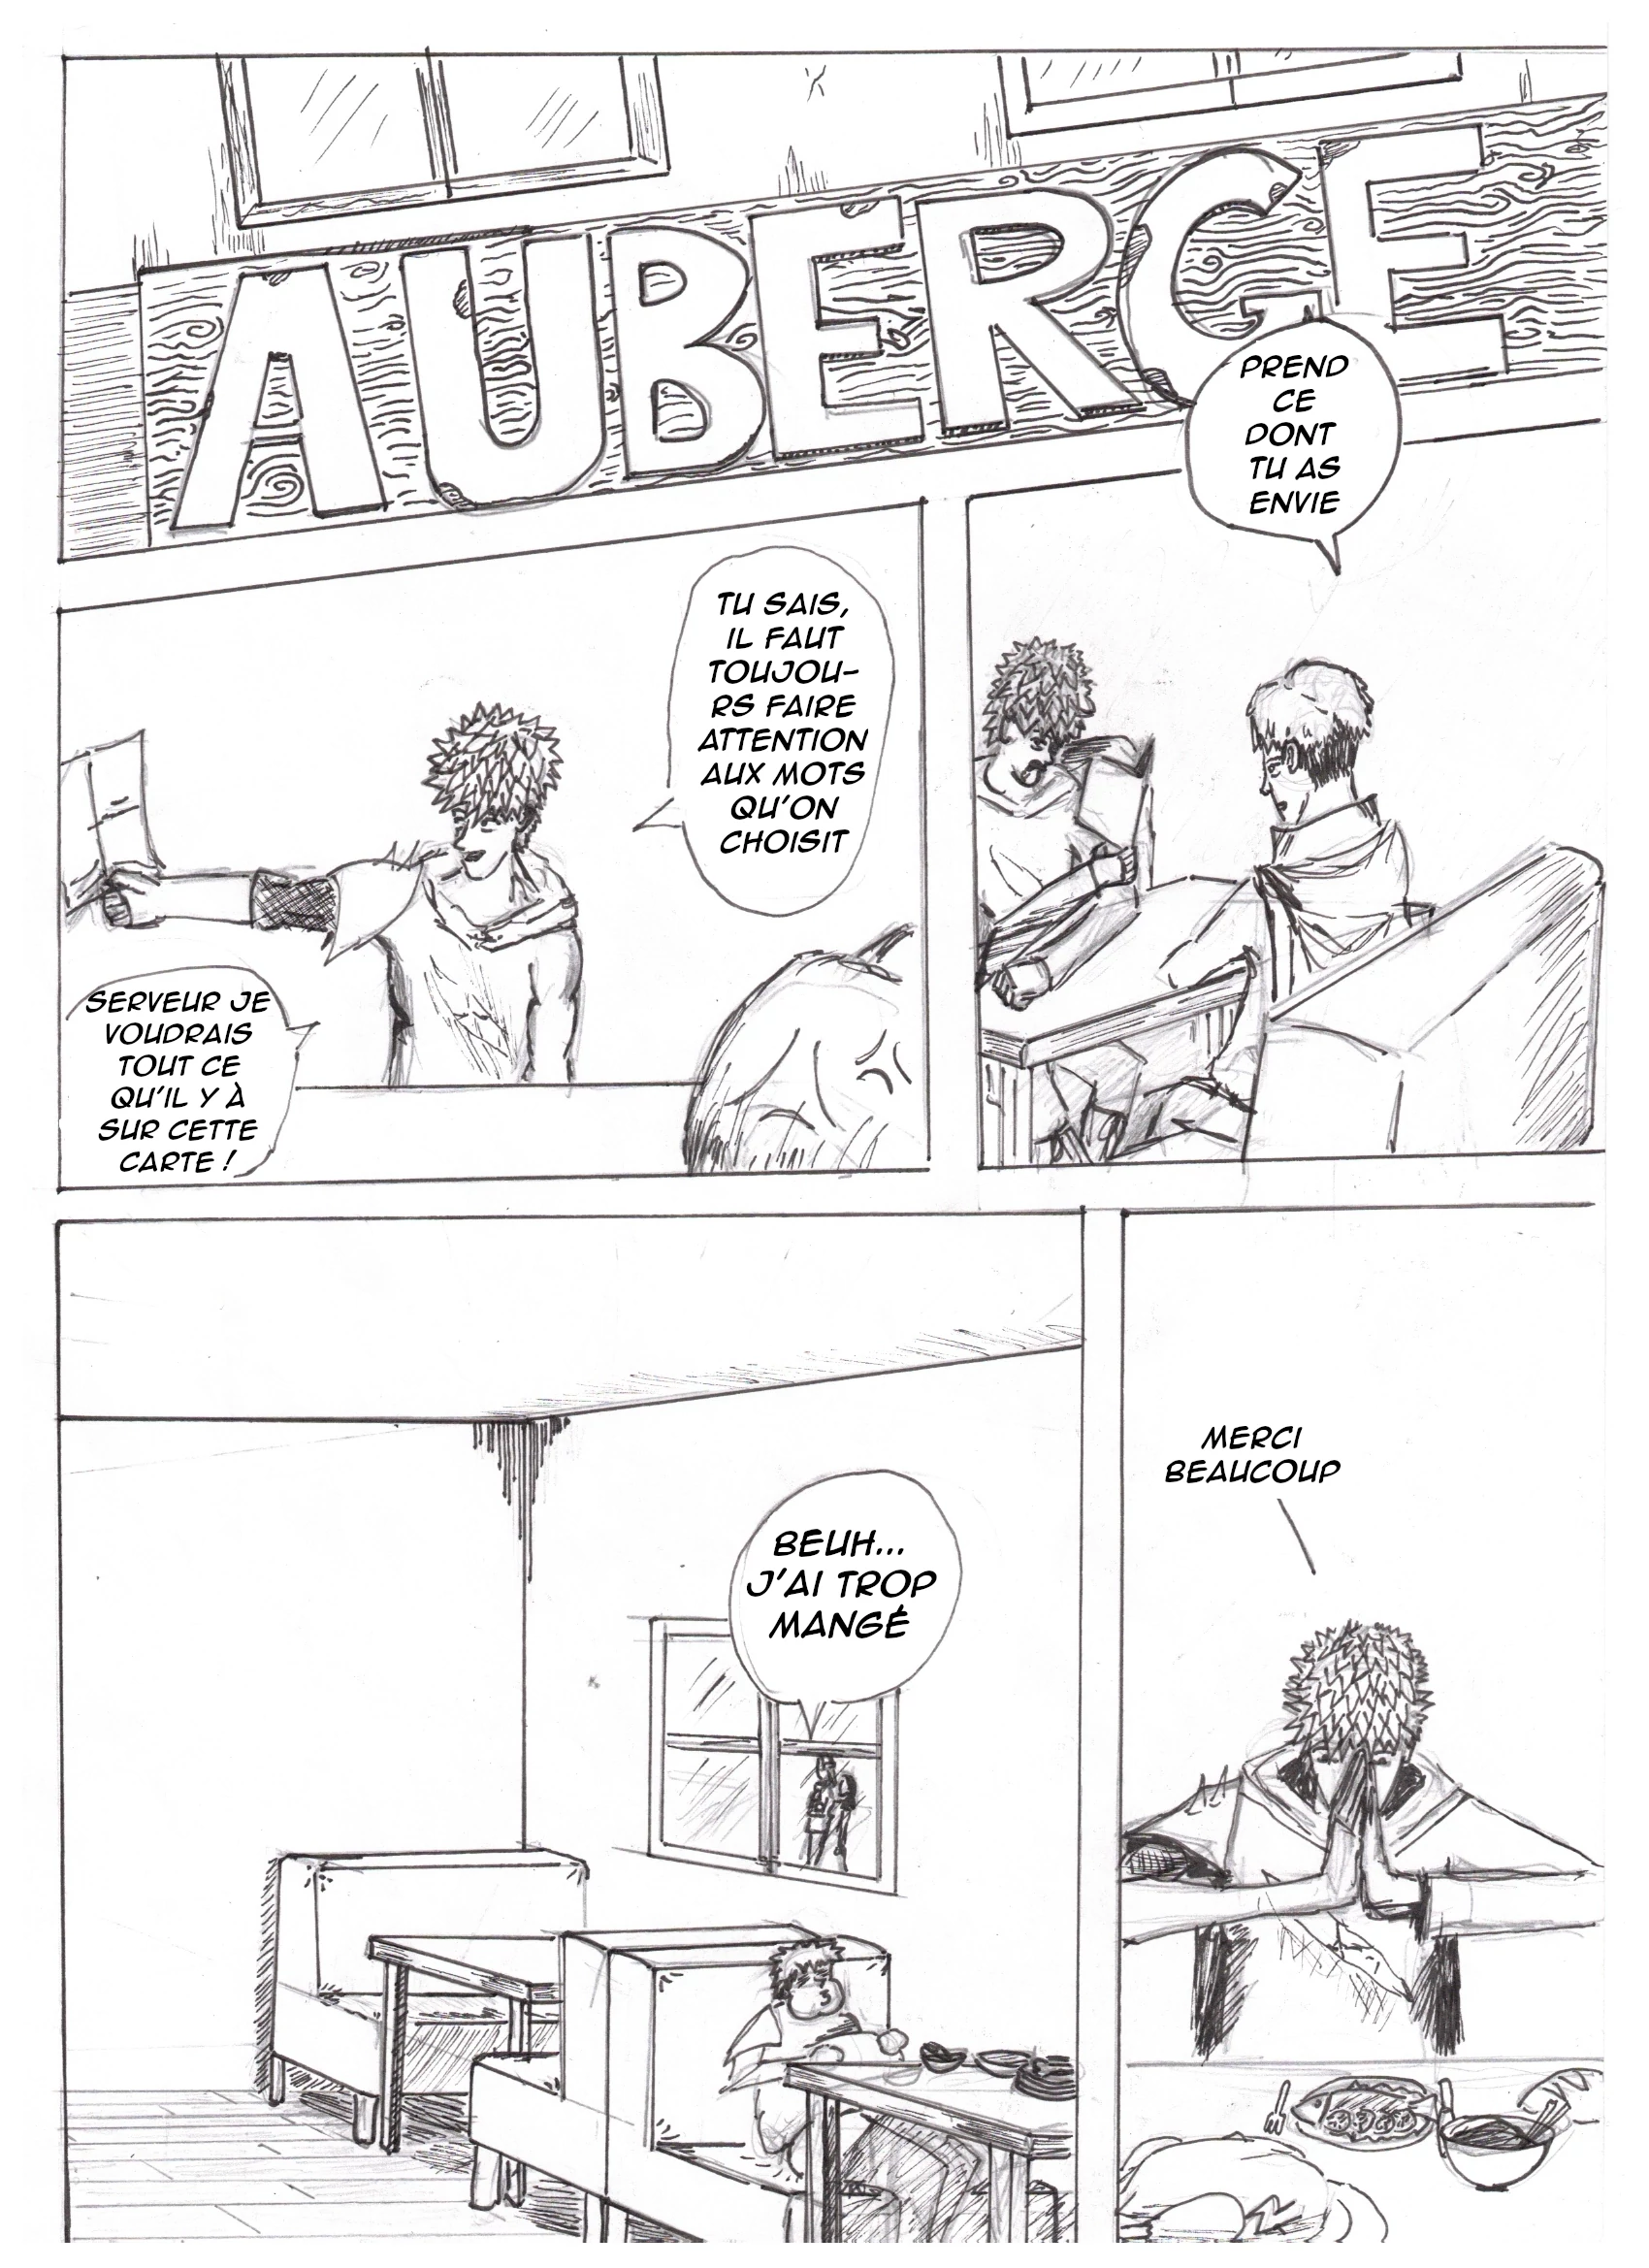 AUBERGE
PREND
CE
DONT
TU AS
ENVIE
TU SAIS,
IL FAUT
TOUJOU-
RS FAIRE
ATTENTION
AUX MOTS
QU'ON
CHOISIT
SERVEUR JE
VOUDRAIS
TOUT CE
QU'IL Y À
SUR CETTE
CARTE !
MERCI
BEAUCOUP
BEUH...
J'AI TROP
MANGÉ